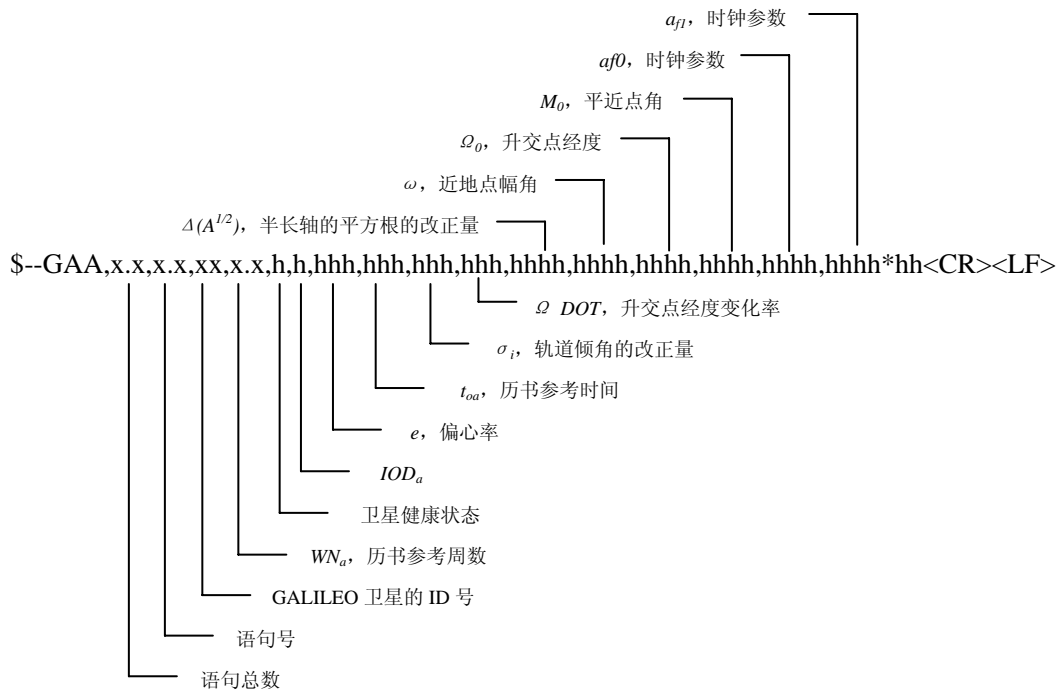 a_{f1}，时钟参数
af0，时钟参数
M_0，平近点角
Ω_0，升交点经度
ω，近地点幅角
Δ(A^{1/2})，半长轴的平方根的改正量
$--GAA,x.x,x.x,xx,x.x,h,h,hhh,hhh,hhh,hhh,hhhh,hhhh,hhhh,hhhh,hhhh,hhhh*hh<CR><LF>
Ω DOT，升交点经度变化率
σ_i，轨道倾角的改正量
t_{oa}，历书参考时间
e，偏心率
IOD_a
卫星健康状态
WN_a，历书参考周数
GALILEO 卫星的 ID 号
语句号
语句总数